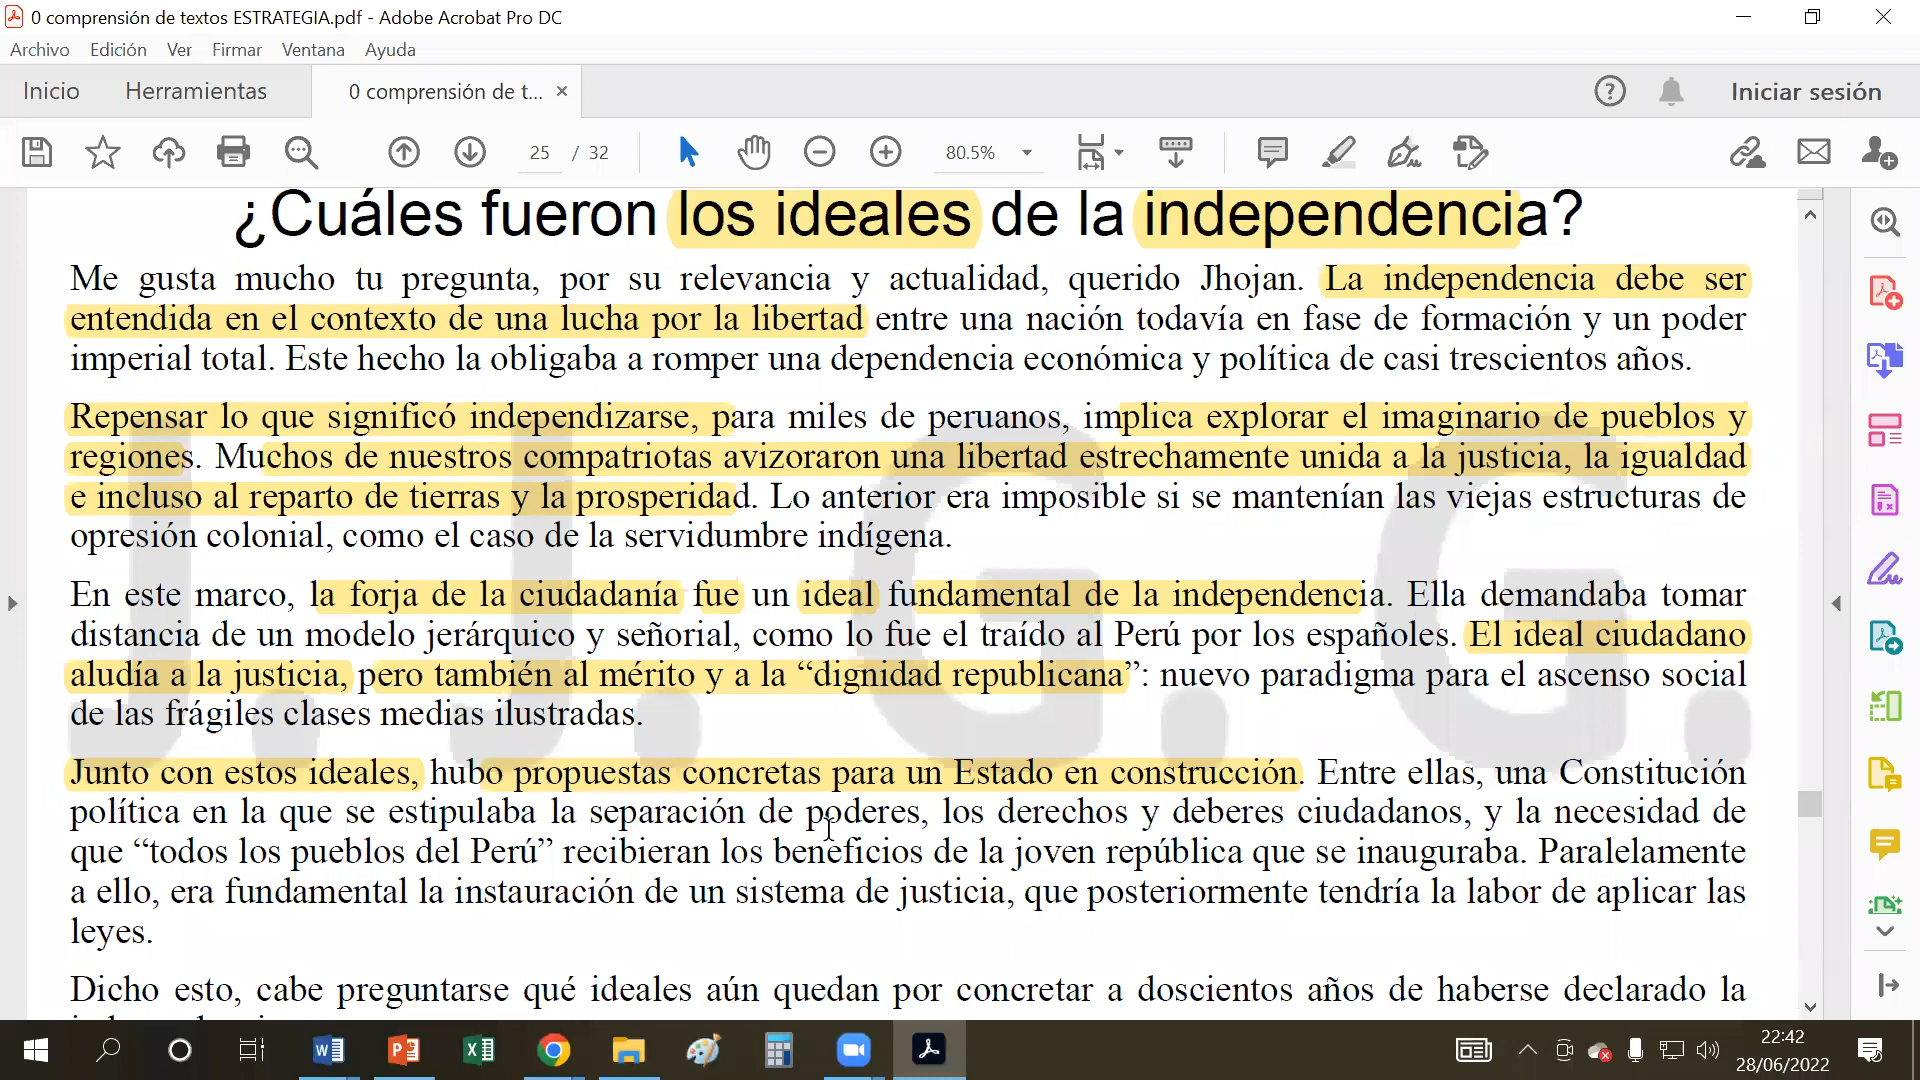 0 comprensión de textos ESTRATEGIA.pdf - Adobe Acrobat Pro DC
Archivo Edición Ver Firmar Ventana Ayuda
Inicio Herramientas 0 comprensión de t... Iniciar sesión
25 / 32 80.5%
¿Cuáles fueron los ideales de la independencia?
Me gusta mucho tu pregunta, por su relevancia y actualidad, querido Jhojan. La independencia debe ser
entendida en el contexto de una lucha por la libertad entre una nación todavía en fase de formación y un poder
imperial total. Este hecho la obligaba a romper una dependencia económica y política de casi trescientos años.
Repensar lo que significó independizarse, para miles de peruanos, implica explorar el imaginario de pueblos y
regiones. Muchos de nuestros compatriotas avizoraron una libertad estrechamente unida a la justicia, la igualdad
e incluso al reparto de tierras y la prosperidad. Lo anterior era imposible si se mantenían las viejas estructuras de
opresión colonial, como el caso de la servidumbre indígena.
En este marco, la forja de la ciudadanía fue un ideal fundamental de la independencia. Ella demandaba tomar
distancia de un modelo jerárquico y señorial, como lo fue el traído al Perú por los españoles. El ideal ciudadano
aludía a la justicia, pero también al mérito y a la “dignidad republicana”: nuevo paradigma para el ascenso social
de las frágiles clases medias ilustradas.
Junto con estos ideales, hubo propuestas concretas para un Estado en construcción. Entre ellas, una Constitución
política en la que se estipulaba la separación de poderes, los derechos y deberes ciudadanos, y la necesidad de
que “todos los pueblos del Perú” recibieran los beneficios de la joven república que se inauguraba. Paralelamente
a ello, era fundamental la instauración de un sistema de justicia, que posteriormente tendría la labor de aplicar las
leyes.
Dicho esto, cabe preguntarse qué ideales aún quedan por concretar a doscientos años de haberse declarado la
J. J. G. G.
22:42
28/06/2022